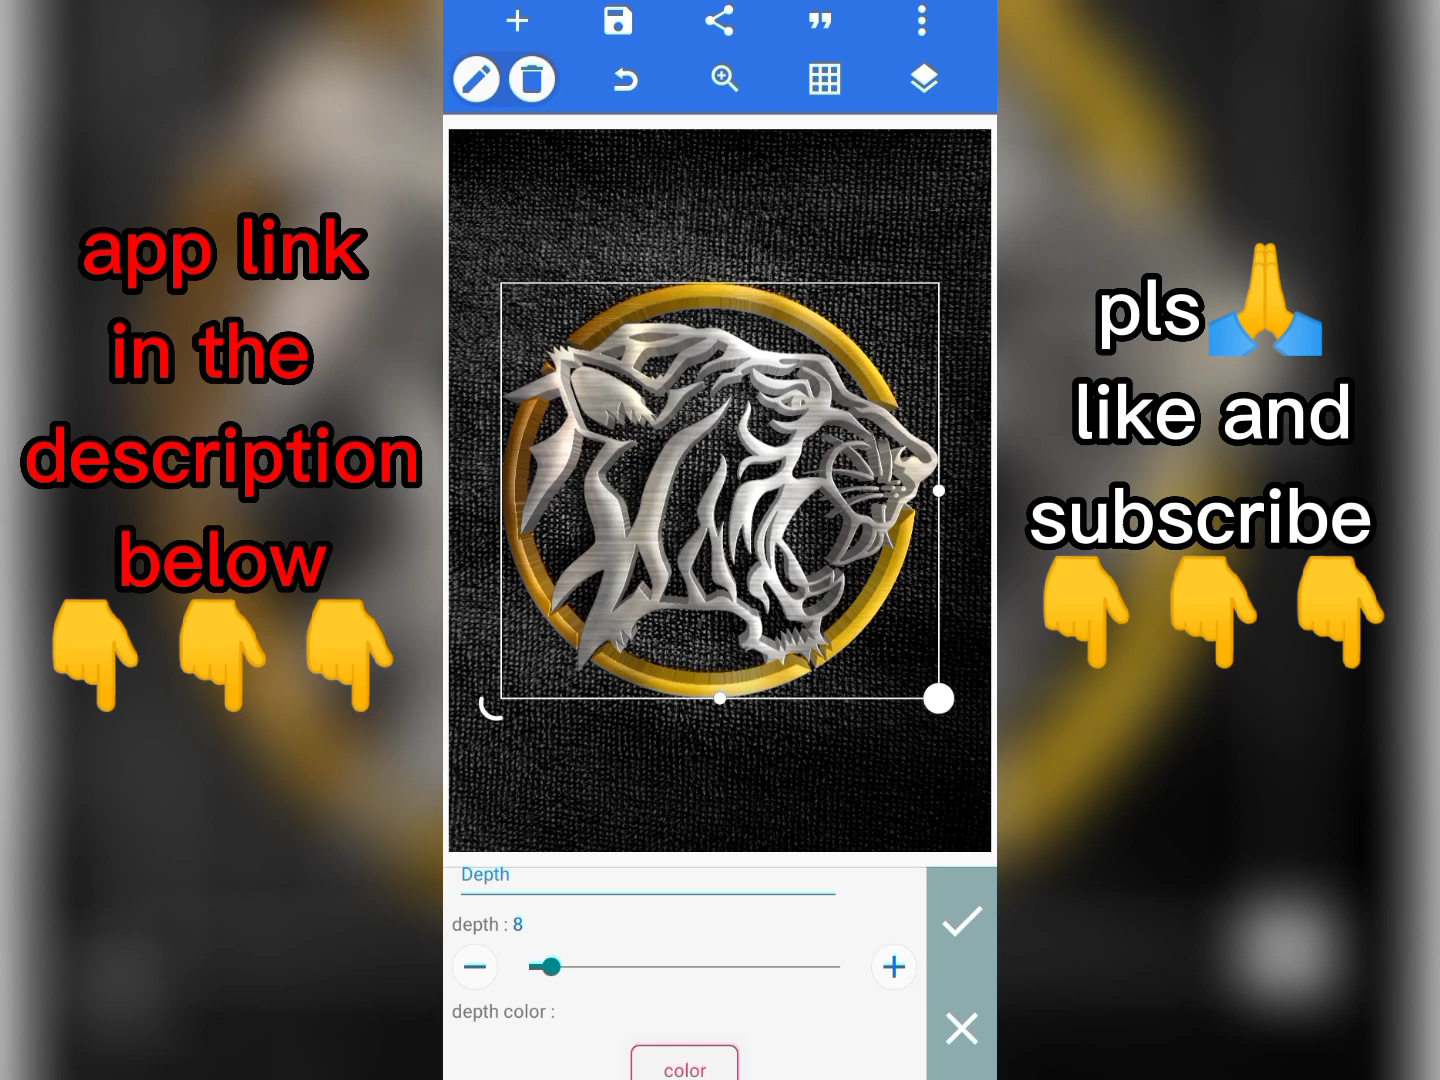 app link
in the
description
below
pls🙏
like and
subscribe
Depth
depth : 8
depth color :
color